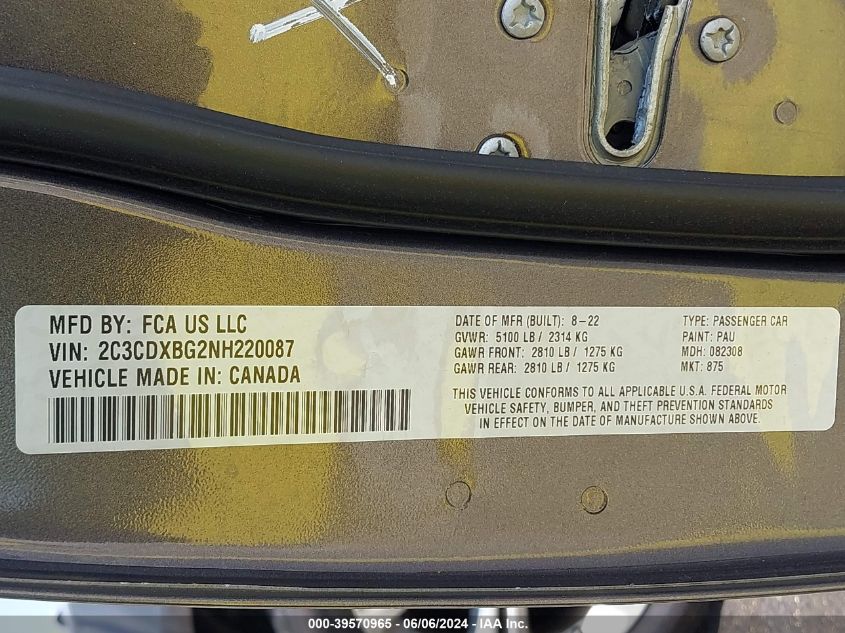 MFD BY: FCA US LLC
VIN: 2C3CDXBG2NH220087
VEHICLE MADE IN: CANADA
DATE OF MFR (BUILT): 8-22
GVWR: 5100 LB / 2314 KG
GAWR FRONT: 2810 LB / 1275 KG
GAWR REAR: 2810 LB / 1275 KG
TYPE: PASSENGER CAR
PAINT: PAU
MDH: 082308
MKT: 875
THIS VEHICLE CONFORMS TO ALL APPLICABLE U.S.A. FEDERAL MOTOR
VEHICLE SAFETY, BUMPER, AND THEFT PREVENTION STANDARDS
IN EFFECT ON THE DATE OF MANUFACTURE SHOWN ABOVE.
000-39570965 - 06/06/2024 - IAA Inc.